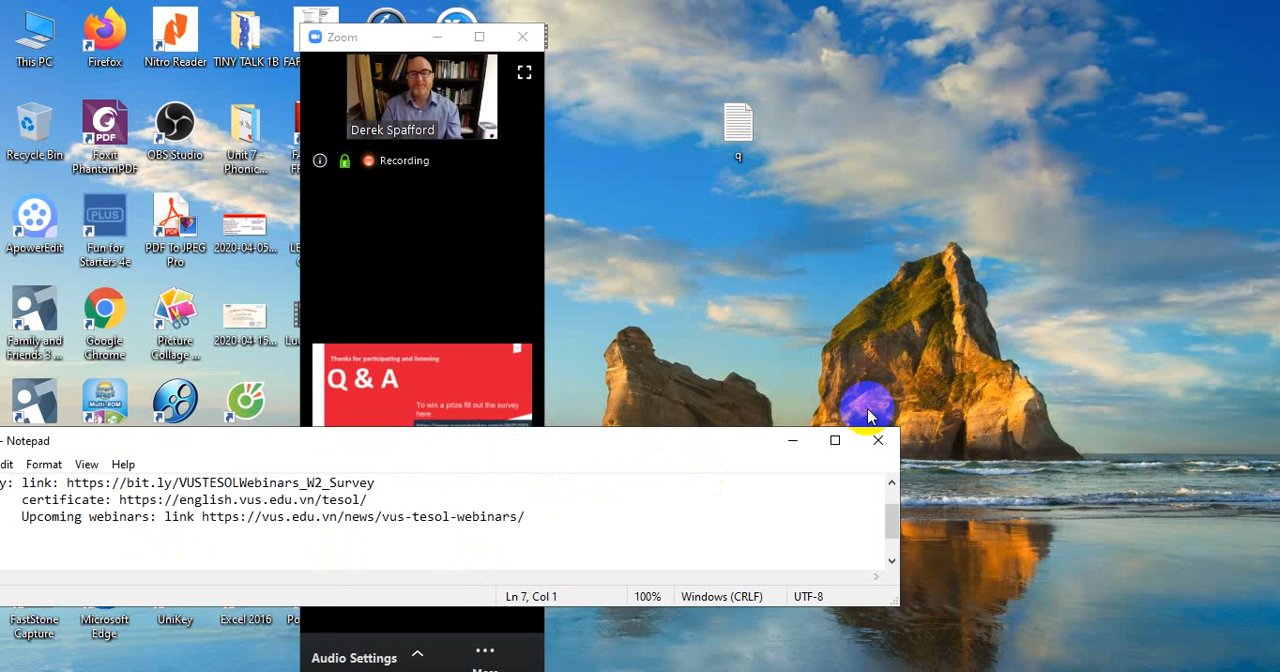 This PC
Firefox
Nitro Reader
TINY TALK 1B
Recycle Bin
Foxit
PhantomPDF
OBS Studio
Unit 7 -
Phonic...
ApowerEdit
Fun for
Starters 4e
PDF To JPEG
Pro
2020-04-05...
Family and
Friends 3 ...
Google
Chrome
Picture
Collage ...
2020-04-15...
PDF
PLUS
Multi-ROM
Zoom
Derek Spafford
Recording
q
Thanks for participating and listening
Q & A
To win a prize fill out the survey
here
- Notepad
dit Format View Help
y: link: https://bit.ly/VUSTESOLWebinars_W2_Survey
certificate: https://english.vus.edu.vn/tesol/
Upcoming webinars: link https://vus.edu.vn/news/vus-tesol-webinars/
Ln 7, Col 1
100%
Windows (CRLF)
UTF-8
FastStone
Capture
Microsoft
Edge
UniKey
Excel 2016
Po
Audio Settings